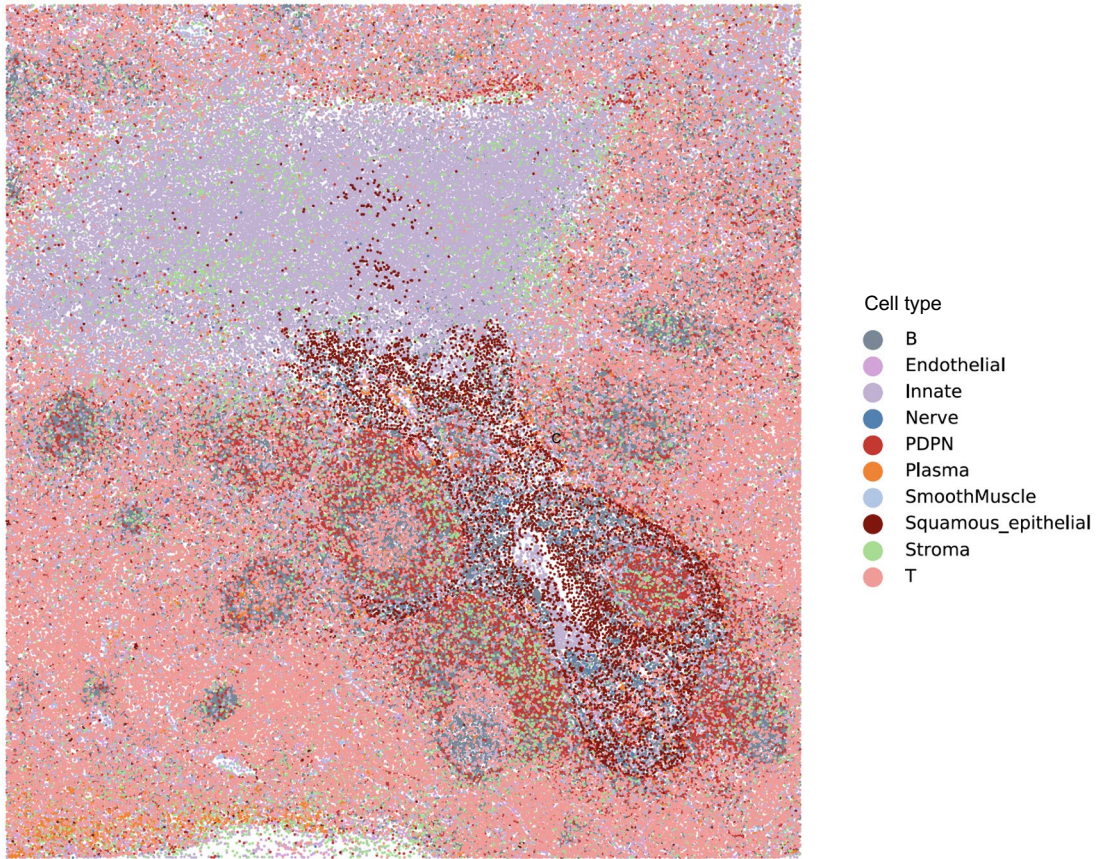 C
Cell type
B
Endothelial
Innate
Nerve
PDPN
Plasma
SmoothMuscle
Squamous_epithelial
Stroma
T